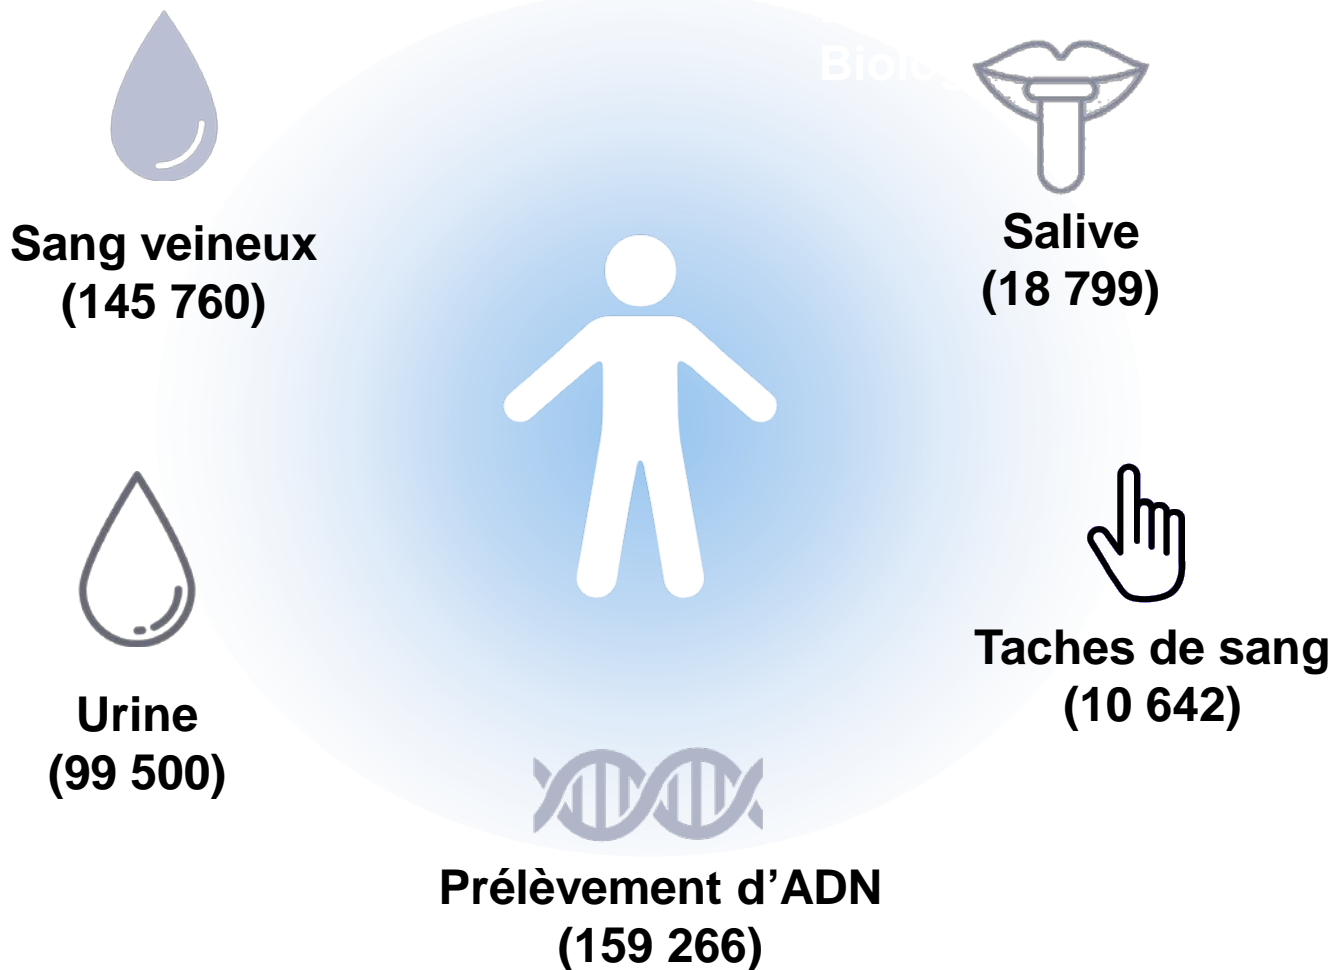 Sang veineux
(145 760)
Salive
(18 799)
Urine
(99 500)
Taches de sang
(10 642)
Prélèvement d’ADN
(159 266)